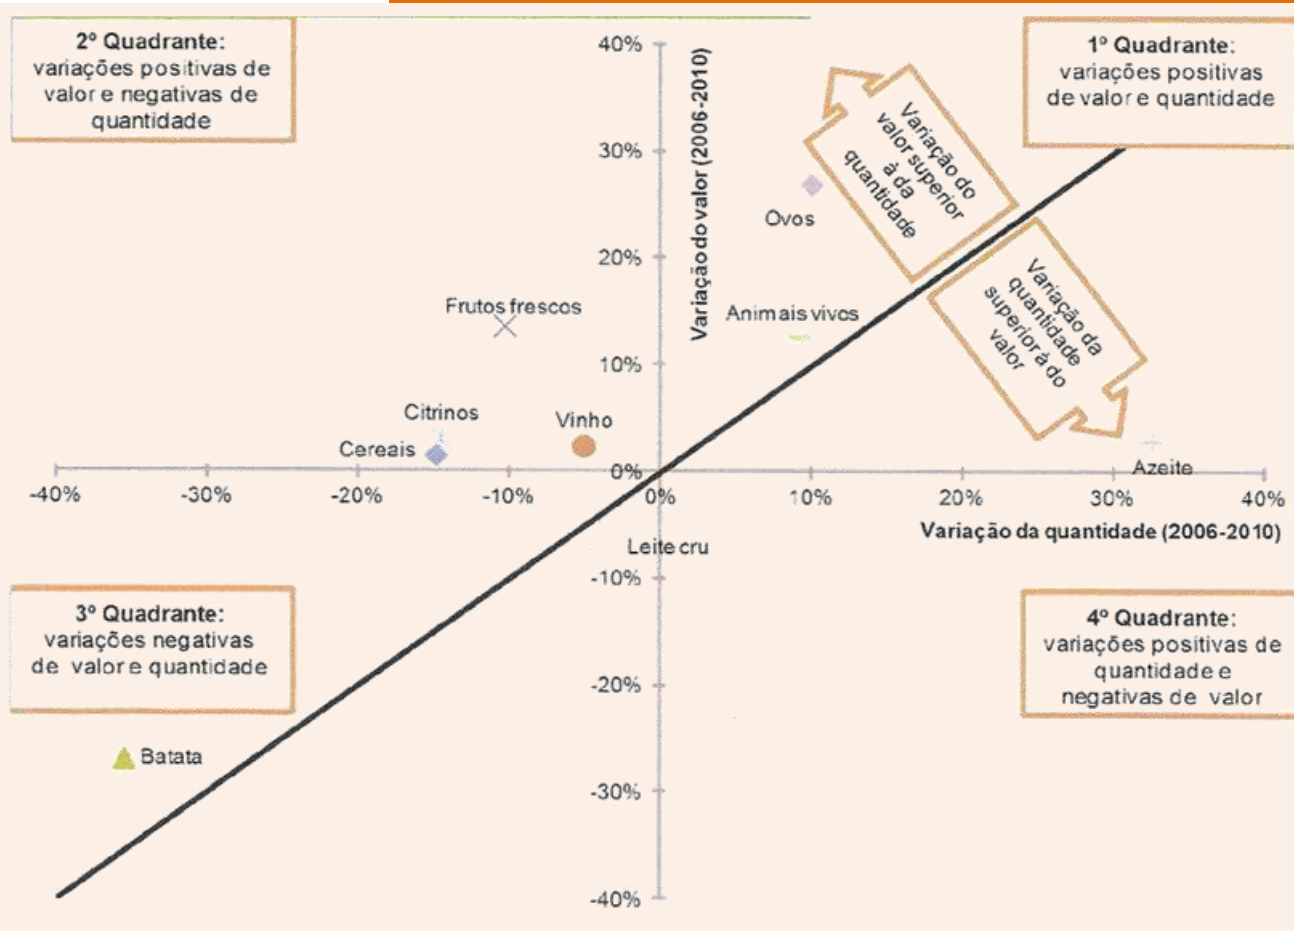 2º Quadrante:
variações positivas de
valor e negativas de
quantidade
1º Quadrante:
variações positivas
de valor e quantidade
40%
30%
20%
10%
0%
-10%
-20%
-30%
-40%
Variação do valor (2006-2010)
Variação do
valor superior
à da
quantidade
Variação da
quantidade
superior à do
valor
Ovos
Frutos frescos
Animais vivos
Citrinos
Vinho
Cereais
Azeite
-40%
-30%
-20%
-10%
0%
10%
20%
30%
40%
Variação da quantidade (2006-2010)
Leite cru
3º Quadrante:
variações negativas
de valor e quantidade
4º Quadrante:
variações positivas de
quantidade e
negativas de valor
Batata